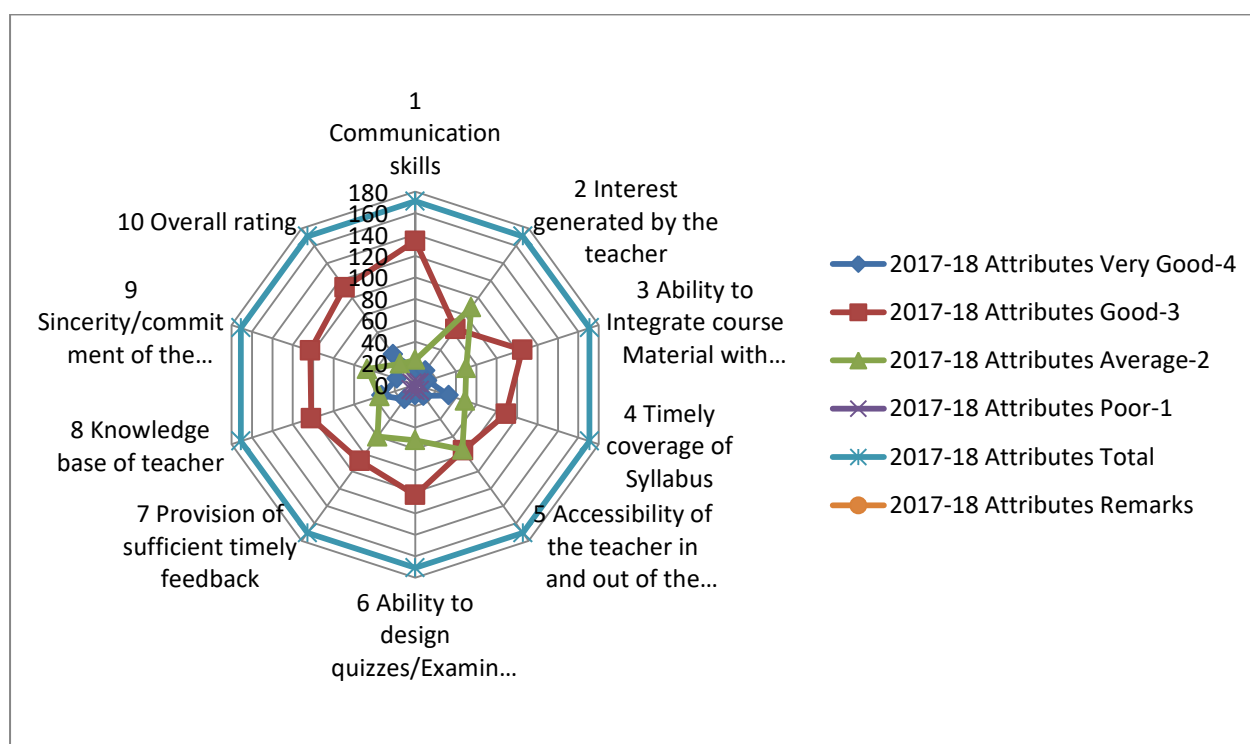 1
Communication
skills
2 Interest
generated by the
teacher
3 Ability to
Integrate course
Material with…
4 Timely
coverage of
Syllabus
5 Accessibility of
the teacher in
and out of the…
6 Ability to
design
quizzes/Examin…
7 Provision of
sufficient timely
feedback
8 Knowledge
base of teacher
9
Sincerity/commit
ment of the…
10 Overall rating
180
160
140
120
100
80
60
40
20
0
2017-18 Attributes Very Good-4
2017-18 Attributes Good-3
2017-18 Attributes Average-2
2017-18 Attributes Poor-1
2017-18 Attributes Total
2017-18 Attributes Remarks